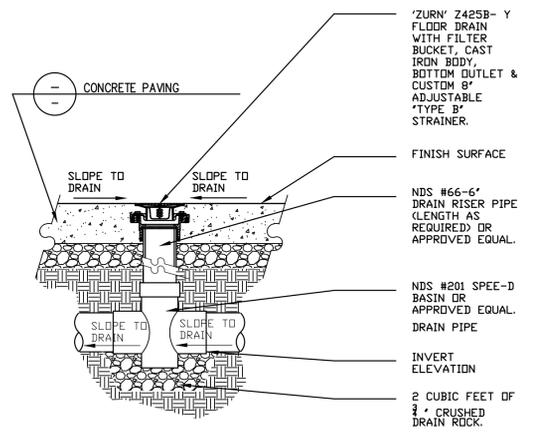 'ZURN' Z425B- Y
FLOOR DRAIN
WITH FILTER
BUCKET, CAST
IRON BODY,
BOTTOM OUTLET &
CUSTOM 8"
ADJUSTABLE
"TYPE B"
STRAINER.
-
-
CONCRETE PAVING
FINISH SURFACE
SLOPE TO
DRAIN
SLOPE TO
DRAIN
NDS #66-6"
DRAIN RISER PIPE
(LENGTH AS
REQUIRED) OR
APPROVED EQUAL.
NDS #201 SPEE-D
BASIN OR
APPROVED EQUAL.
DRAIN PIPE
SLOPE TO
DRAIN
SLOPE TO
DRAIN
INVERT
ELEVATION
2 CUBIC FEET OF
3
4 " CRUSHED
DRAIN ROCK.